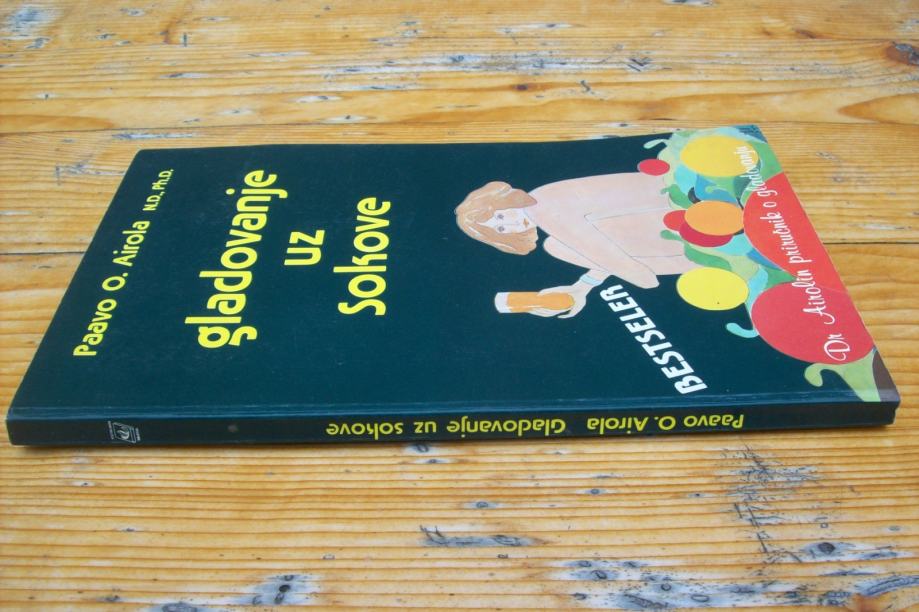 Paavo O. Airola N.D., Ph.D.
gladovanje
uz
Sokove
BESTSELER
Dr Airolin priručnik o gladovanju
Paavo O. Airola Gladovanje uz sokove